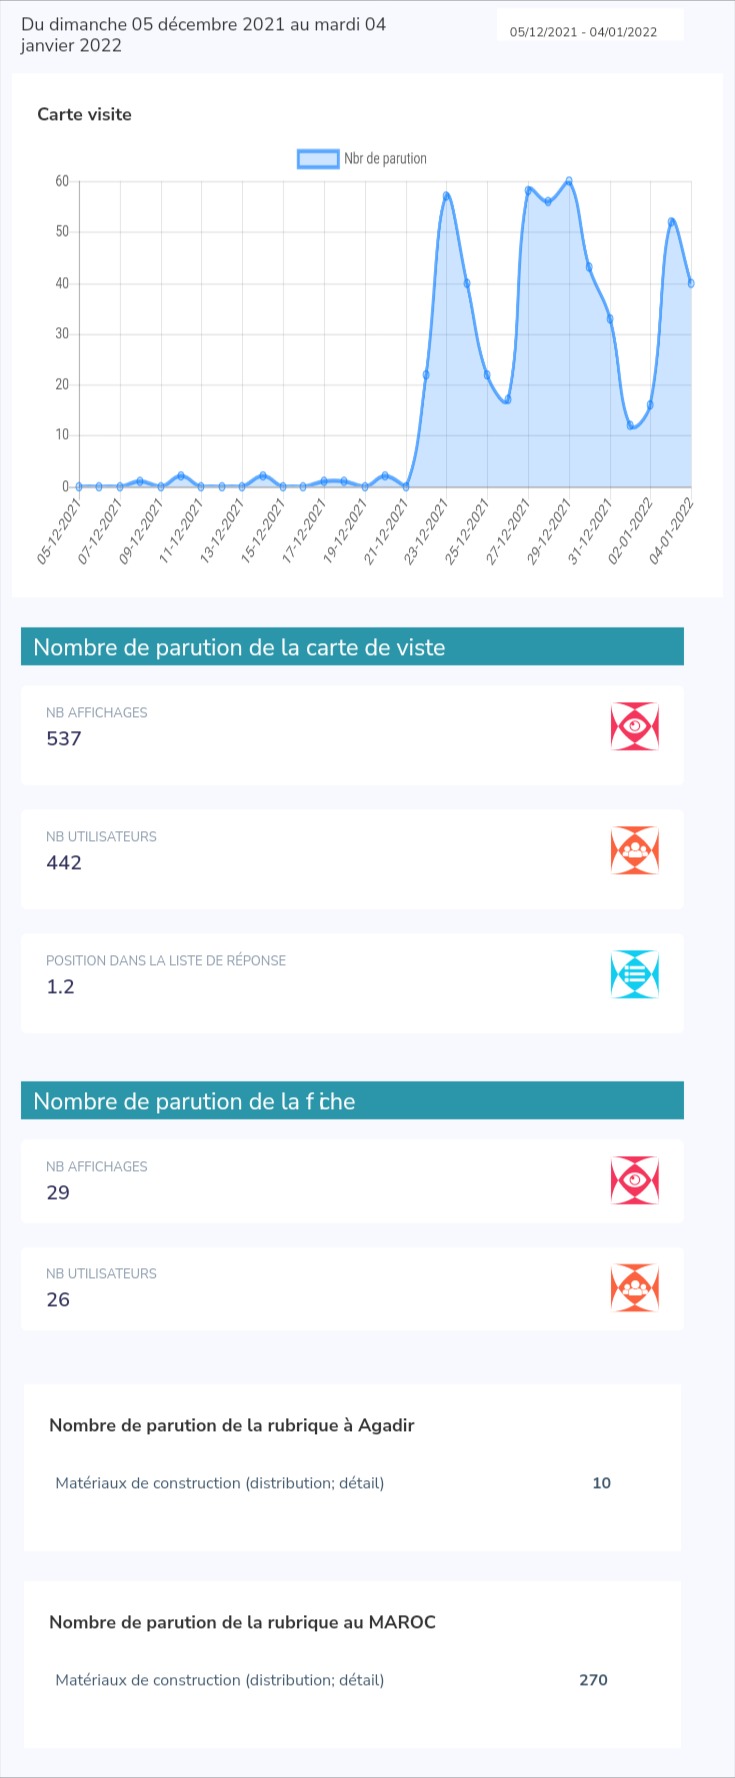 Du dimanche 05 décembre 2021 au mardi 04
janvier 2022
05/12/2021 - 04/01/2022
Carte visite
Nbr de parution
60
50
40
30
20
10
0
05-12-2021
07-12-2021
09-12-2021
11-12-2021
13-12-2021
15-12-2021
17-12-2021
19-12-2021
21-12-2021
23-12-2021
25-12-2021
27-12-2021
29-12-2021
31-12-2021
02-01-2022
04-01-2022
Nombre de parution de la carte de viste
NB AFFICHAGES
537
NB UTILISATEURS
442
POSITION DANS LA LISTE DE RÉPONSE
1.2
Nombre de parution de la fiche
NB AFFICHAGES
29
NB UTILISATEURS
26
Nombre de parution de la rubrique à Agadir
Matériaux de construction (distribution; détail) 10
Nombre de parution de la rubrique au MAROC
Matériaux de construction (distribution; détail) 270